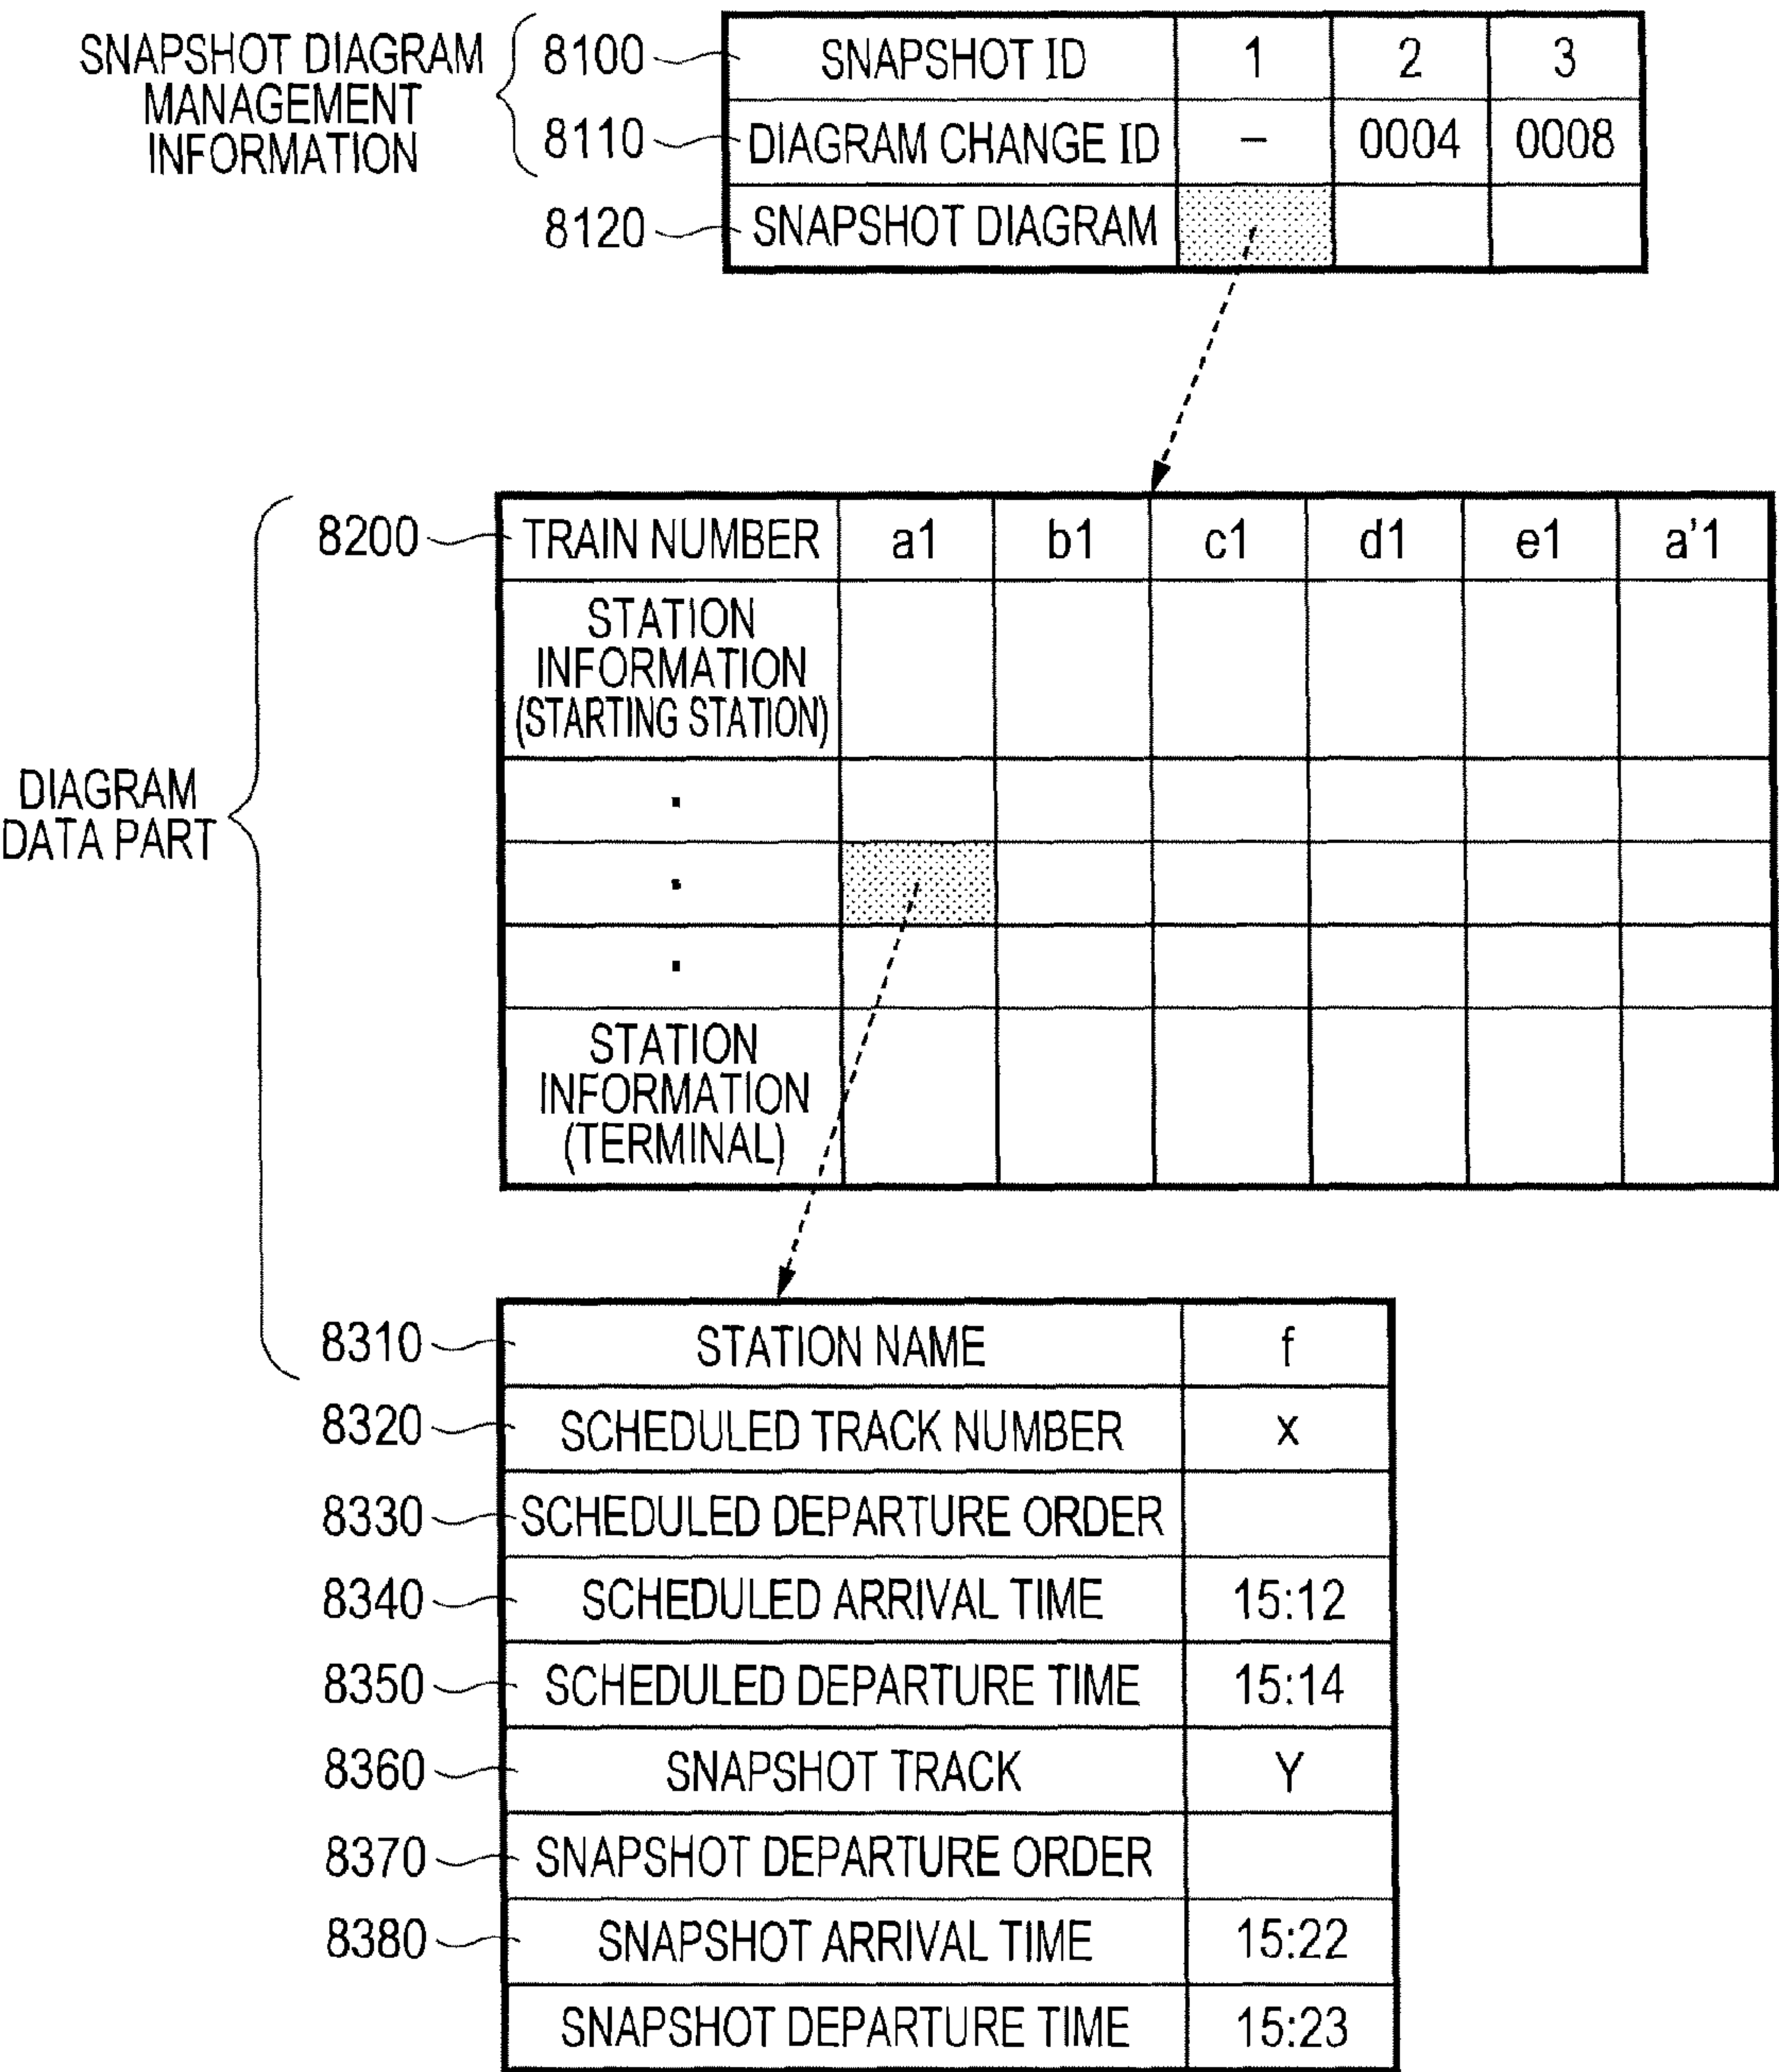 SNAPSHOT DIAGRAM
MANAGEMENT
INFORMATION
8100 SNAPSHOT ID 1 2 3
8110 DIAGRAM CHANGE ID – 0004 0008
8120 SNAPSHOT DIAGRAM
DIAGRAM
DATA PART
8200 TRAIN NUMBER a1 b1 c1 d1 e1 a'1
STATION
INFORMATION
(STARTING STATION)
.
.
.
STATION
INFORMATION
(TERMINAL)
8310 STATION NAME f
8320 SCHEDULED TRACK NUMBER x
8330 SCHEDULED DEPARTURE ORDER
8340 SCHEDULED ARRIVAL TIME 15:12
8350 SCHEDULED DEPARTURE TIME 15:14
8360 SNAPSHOT TRACK Y
8370 SNAPSHOT DEPARTURE ORDER
8380 SNAPSHOT ARRIVAL TIME 15:22
SNAPSHOT DEPARTURE TIME 15:23